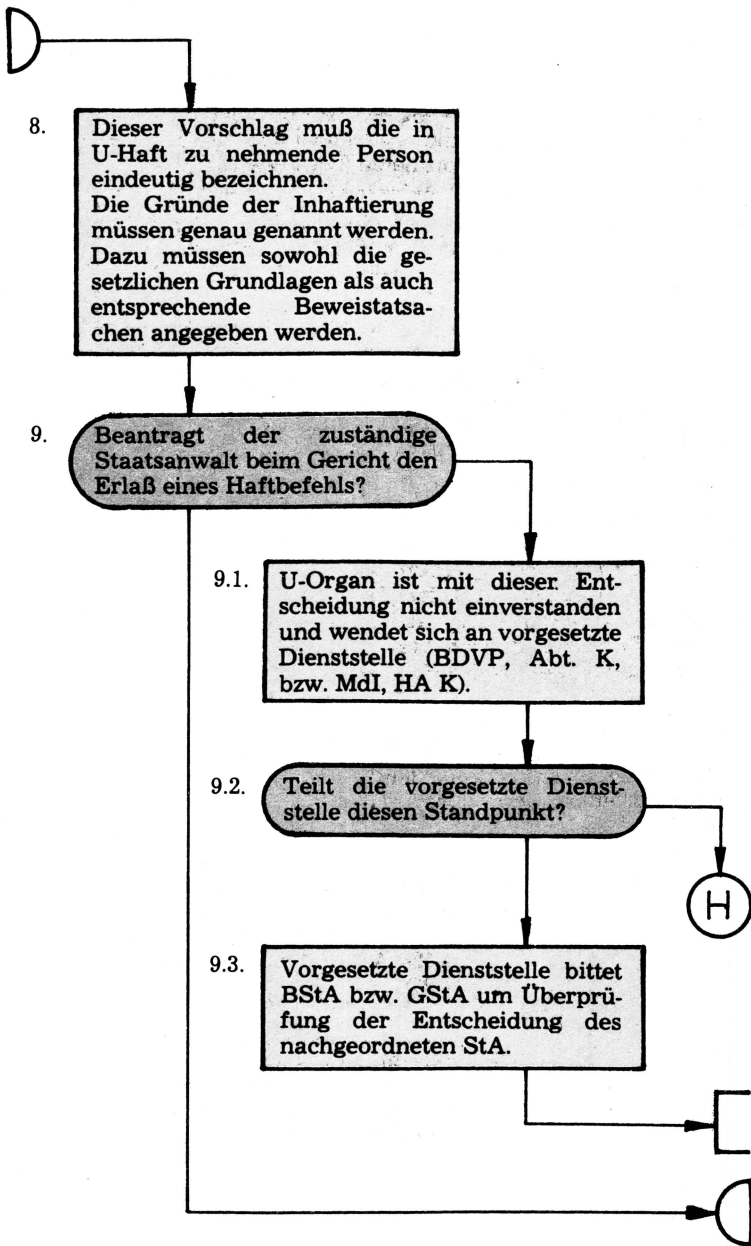 8. Dieser Vorschlag muß die in
U-Haft zu nehmende Person
eindeutig bezeichnen.
Die Gründe der Inhaftierung
müssen genau genannt werden.
Dazu müssen sowohl die ge-
setzlichen Grundlagen als auch
entsprechende Beweistatsa-
chen angegeben werden.
9. Beantragt der zuständige
Staatsanwalt beim Gericht den
Erlaß eines Haftbefehls?
9.1. U-Organ ist mit dieser Ent-
scheidung nicht einverstanden
und wendet sich an vorgesetzte
Dienststelle (BDVP, Abt. K,
bzw. MdI, HA K).
9.2. Teilt die vorgesetzte Dienst-
stelle diesen Standpunkt?
H
9.3. Vorgesetzte Dienststelle bittet
BStA bzw. GStA um Überprü-
fung der Entscheidung des
nachgeordneten StA.